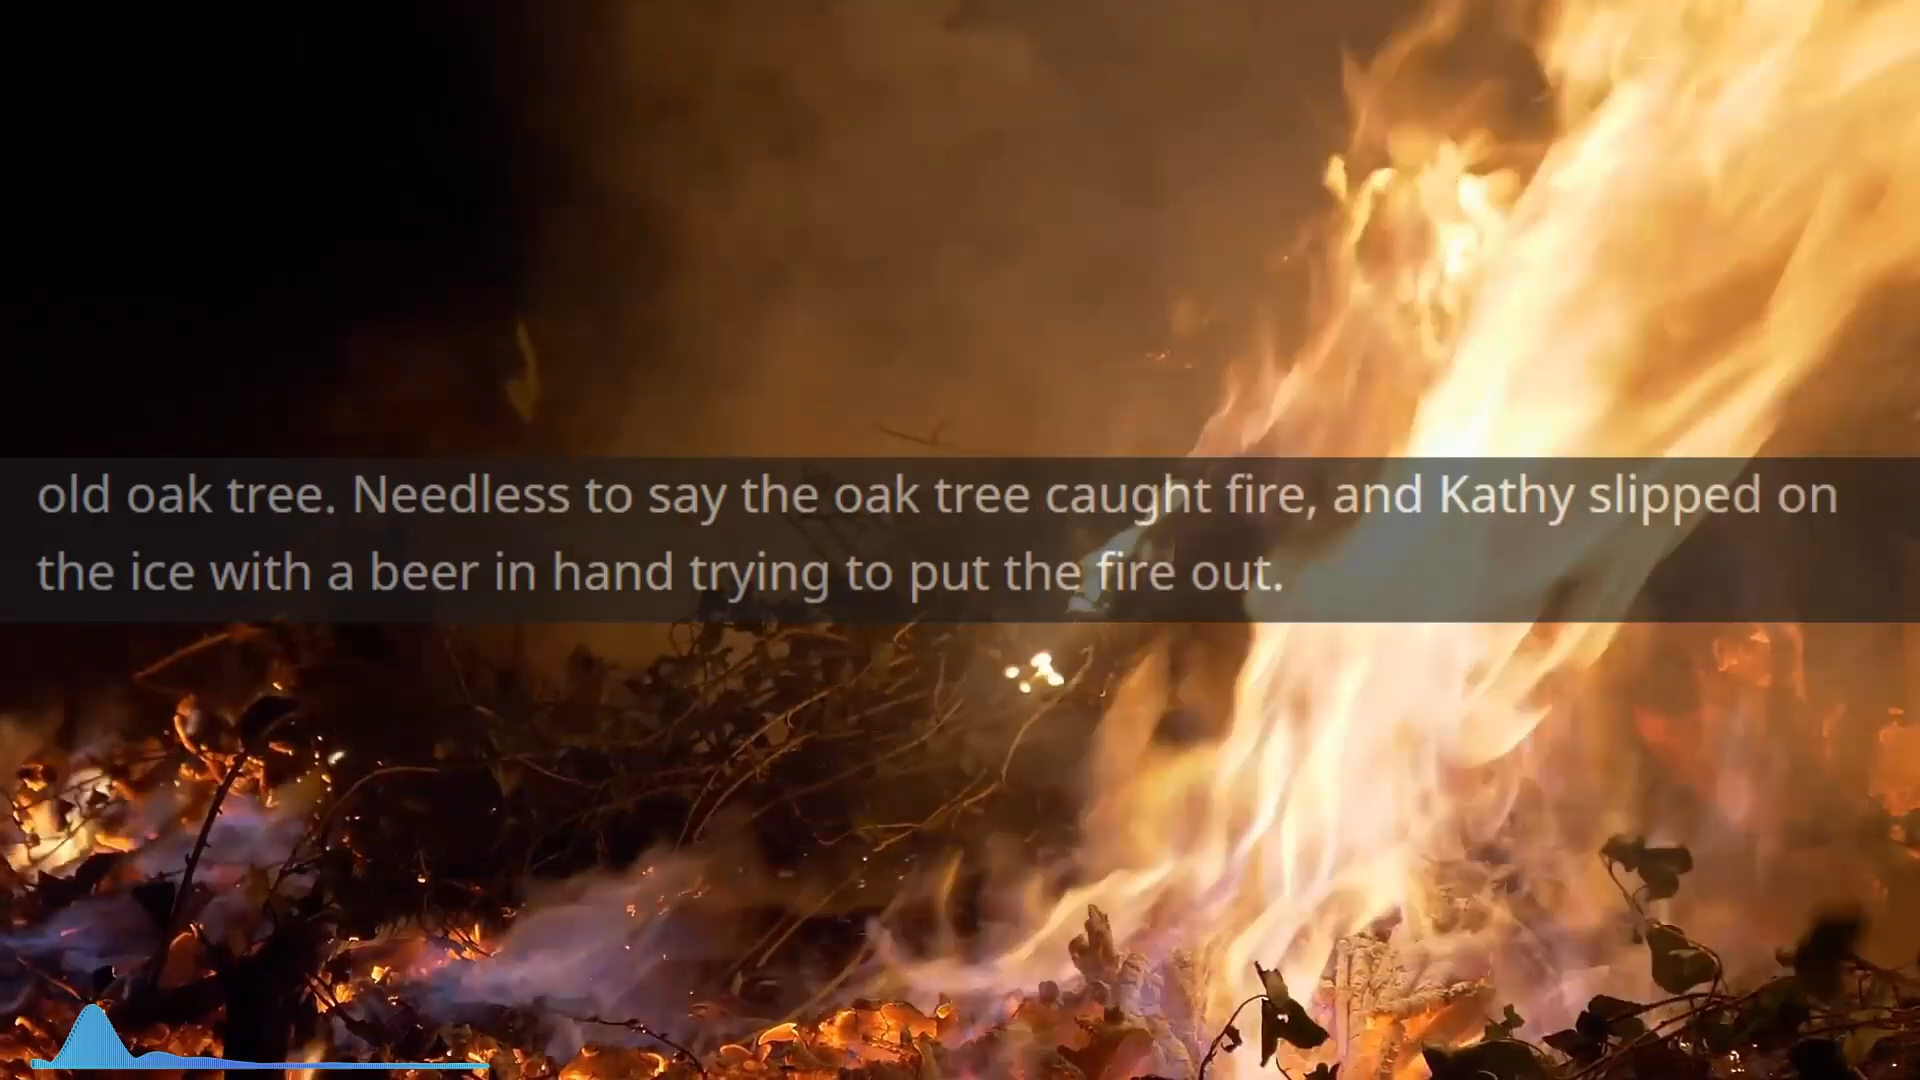 old oak tree. Needless to say the oak tree caught fire, and Kathy slipped on
the ice with a beer in hand trying to put the fire out.